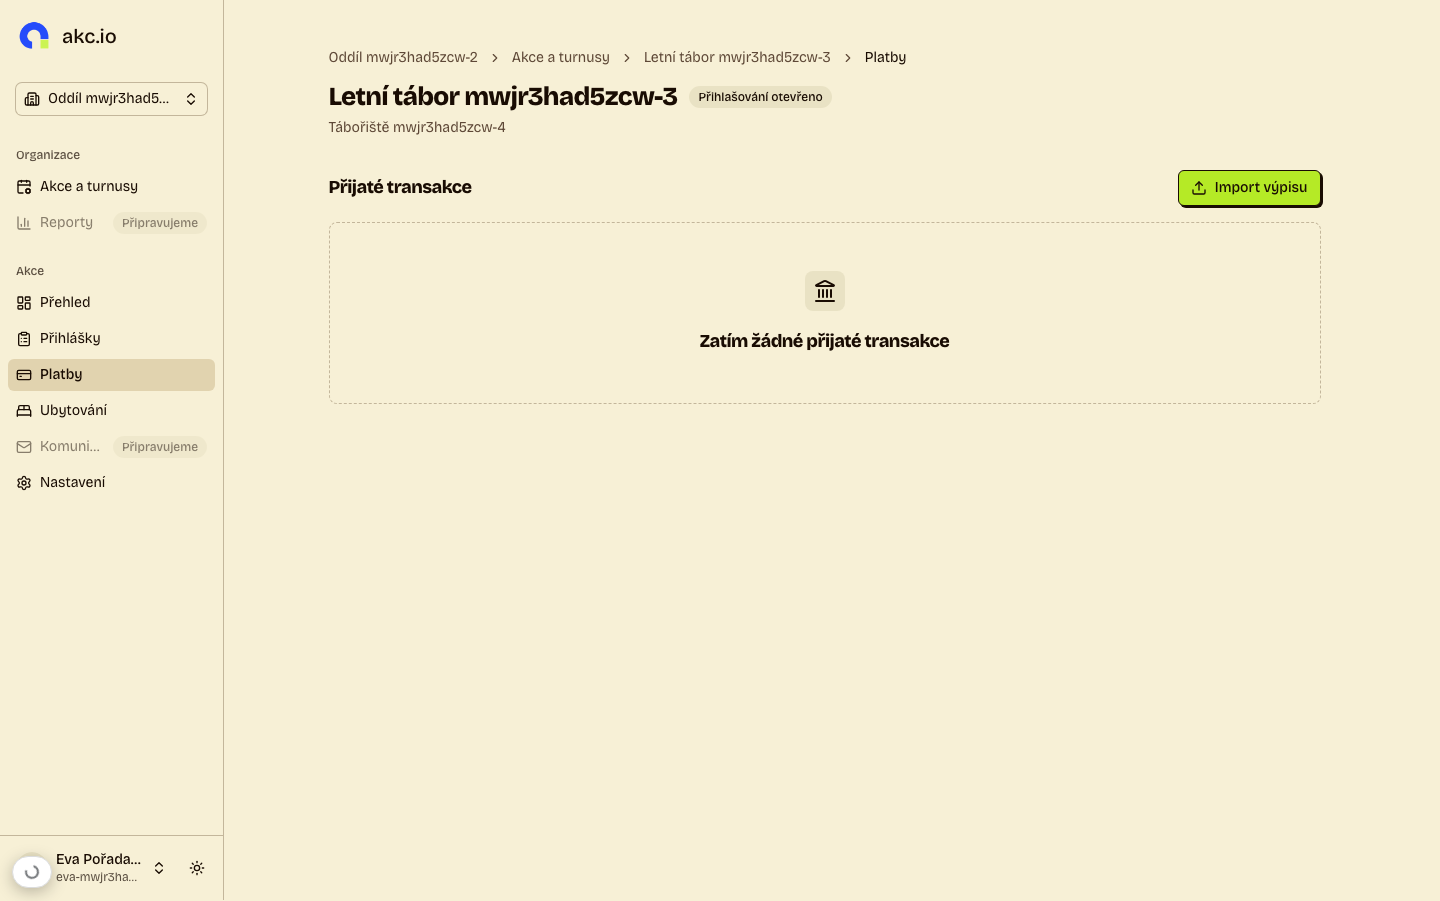 akc.io
Oddíl mwjr3had5...
Organizace
Akce a turnusy
Reporty
Připravujeme
Akce
Přehled
Přihlášky
Platby
Ubytování
Komuni...
Připravujeme
Nastavení
Eva Pořada...
eva-mwjr3ha...
Oddíl mwjr3had5zcw-2 > Akce a turnusy > Letní tábor mwjr3had5zcw-3 > Platby
Letní tábor mwjr3had5zcw-3
Přihlašování otevřeno
Tábořiště mwjr3had5zcw-4
Přijaté transakce
Import výpisu
Zatím žádné přijaté transakce